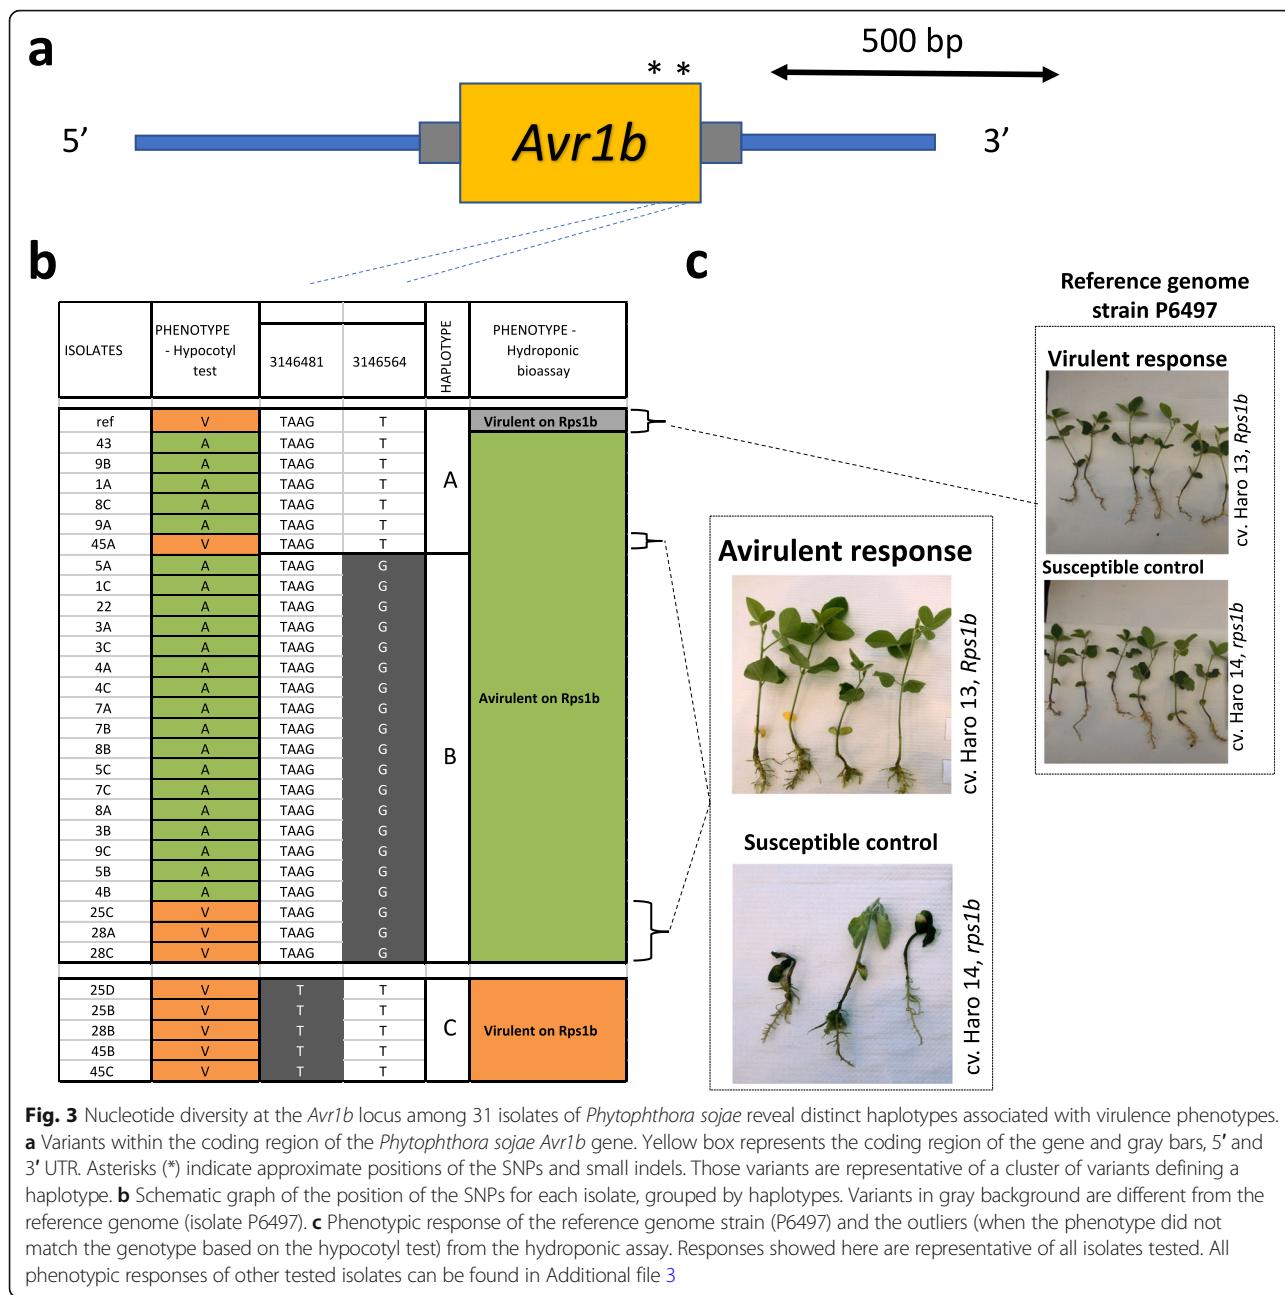 a
* *
500 bp
5’
Avr1b
3’
b
ISOLATES
PHENOTYPE - Hypocotyl test
3146481
3146564
HAPLOTYPE
PHENOTYPE - Hydroponic bioassay
ref V TAAG T
43 A TAAG T
9B A TAAG T
1A A TAAG T
8C A TAAG T
9A A TAAG T
45A V TAAG T
A
Virulent on Rps1b
5A A TAAG G
1C A TAAG G
22 A TAAG G
3A A TAAG G
3C A TAAG G
4A A TAAG G
4C A TAAG G
7A A TAAG G
7B A TAAG G
8B A TAAG G
5C A TAAG G
7C A TAAG G
8A A TAAG G
3B A TAAG G
9C A TAAG G
5B A TAAG G
4B A TAAG G
25C V TAAG G
28A V TAAG G
28C V TAAG G
B
Avirulent on Rps1b
25D V T T
25B V T T
28B V T T
45B V T T
45C V T T
C
Virulent on Rps1b
c
Reference genome
strain P6497
Virulent response
cv. Haro 13, Rps1b
Susceptible control
cv. Haro 14, rps1b
Avirulent response
cv. Haro 13, Rps1b
Susceptible control
cv. Haro 14, rps1b
Fig. 3 Nucleotide diversity at the Avr1b locus among 31 isolates of Phytophthora sojae reveal distinct haplotypes associated with virulence phenotypes.
a Variants within the coding region of the Phytophthora sojae Avr1b gene. Yellow box represents the coding region of the gene and gray bars, 5′ and
3′ UTR. Asterisks (*) indicate approximate positions of the SNPs and small indels. Those variants are representative of a cluster of variants defining a
haplotype. b Schematic graph of the position of the SNPs for each isolate, grouped by haplotypes. Variants in gray background are different from the
reference genome (isolate P6497). c Phenotypic response of the reference genome strain (P6497) and the outliers (when the phenotype did not
match the genotype based on the hypocotyl test) from the hydroponic assay. Responses showed here are representative of all isolates tested. All
phenotypic responses of other tested isolates can be found in Additional file 3